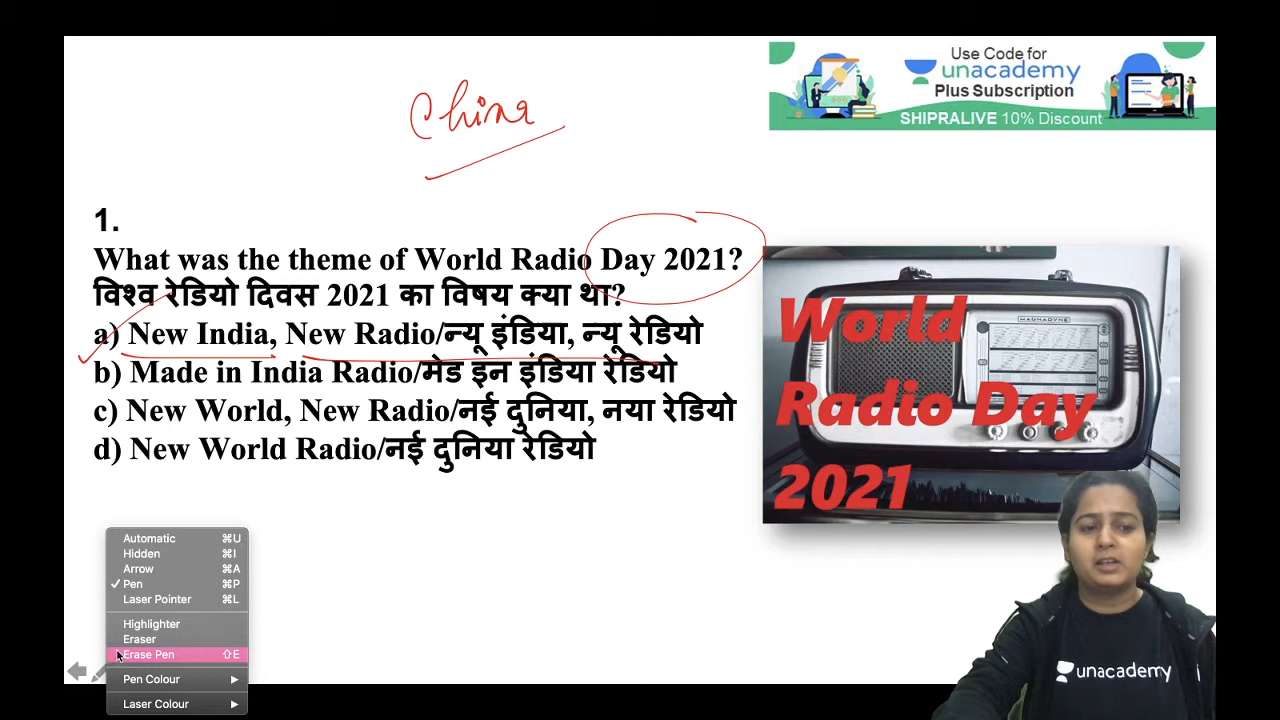 China
Use Code for
unacademy
Plus Subscription
SHIPRALIVE 10% Discount
1.
What was the theme of World Radio Day 2021?
विश्व रेडियो दिवस 2021 का विषय क्या था?
a) New India, New Radio/न्यू इंडिया, न्यू रेडियो
b) Made in India Radio/मेड इन इंडिया रेडियो
c) New World, New Radio/नई दुनिया, नया रेडियो
d) New World Radio/नई दुनिया रेडियो
MAGNADYNE
World
Radio Day
2021
Automatic ⌘U
Hidden ⌘I
Arrow ⌘A
✓ Pen ⌘P
Laser Pointer ⌘L
Highlighter
Eraser
Erase Pen ⇧E
Pen Colour ▶
Laser Colour ▶
unacademy